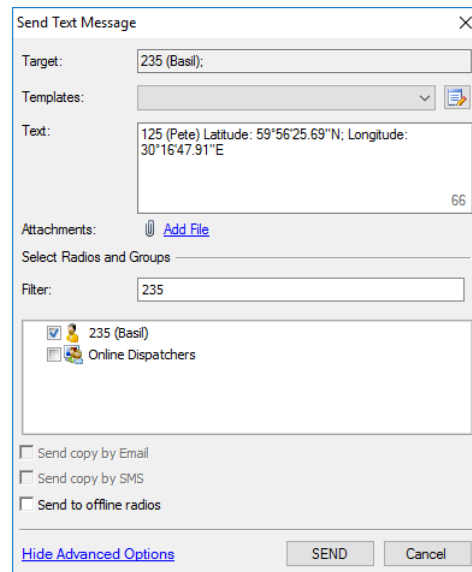 Send Text Message
Target: 235 (Basil);
Templates:
Text: 125 (Pete) Latitude: 59°56'25.69"N; Longitude:
30°16'47.91"E
66
Attachments: Add File
Select Radios and Groups
Filter: 235
235 (Basil)
Online Dispatchers
Send copy by Email
Send copy by SMS
Send to offline radios
Hide Advanced Options SEND Cancel